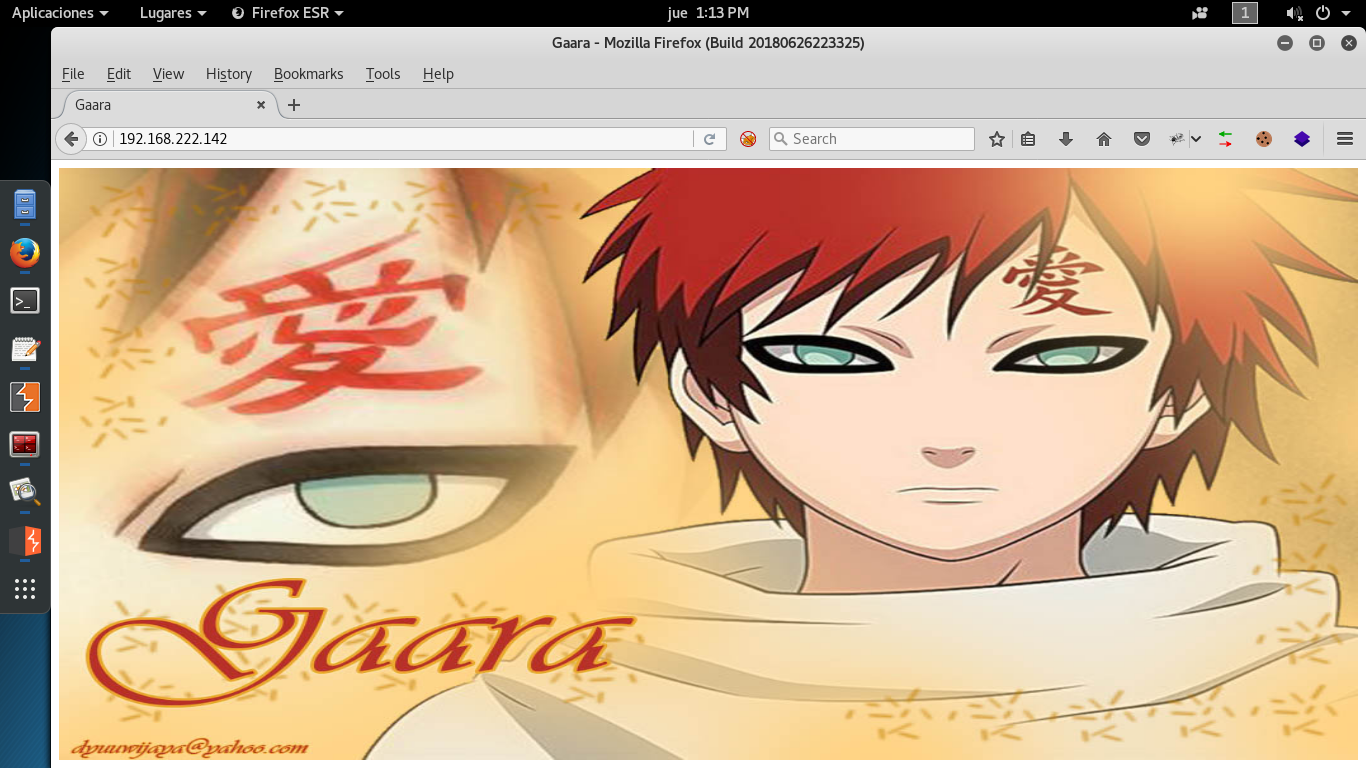 Aplicaciones Lugares Firefox ESR jue 1:13 PM 1
Gaara - Mozilla Firefox (Build 20180626223325)
File Edit View History Bookmarks Tools Help
Gaara
192.168.222.142 Search
愛
愛
Gaara
dyuuwijaya@yahoo.com